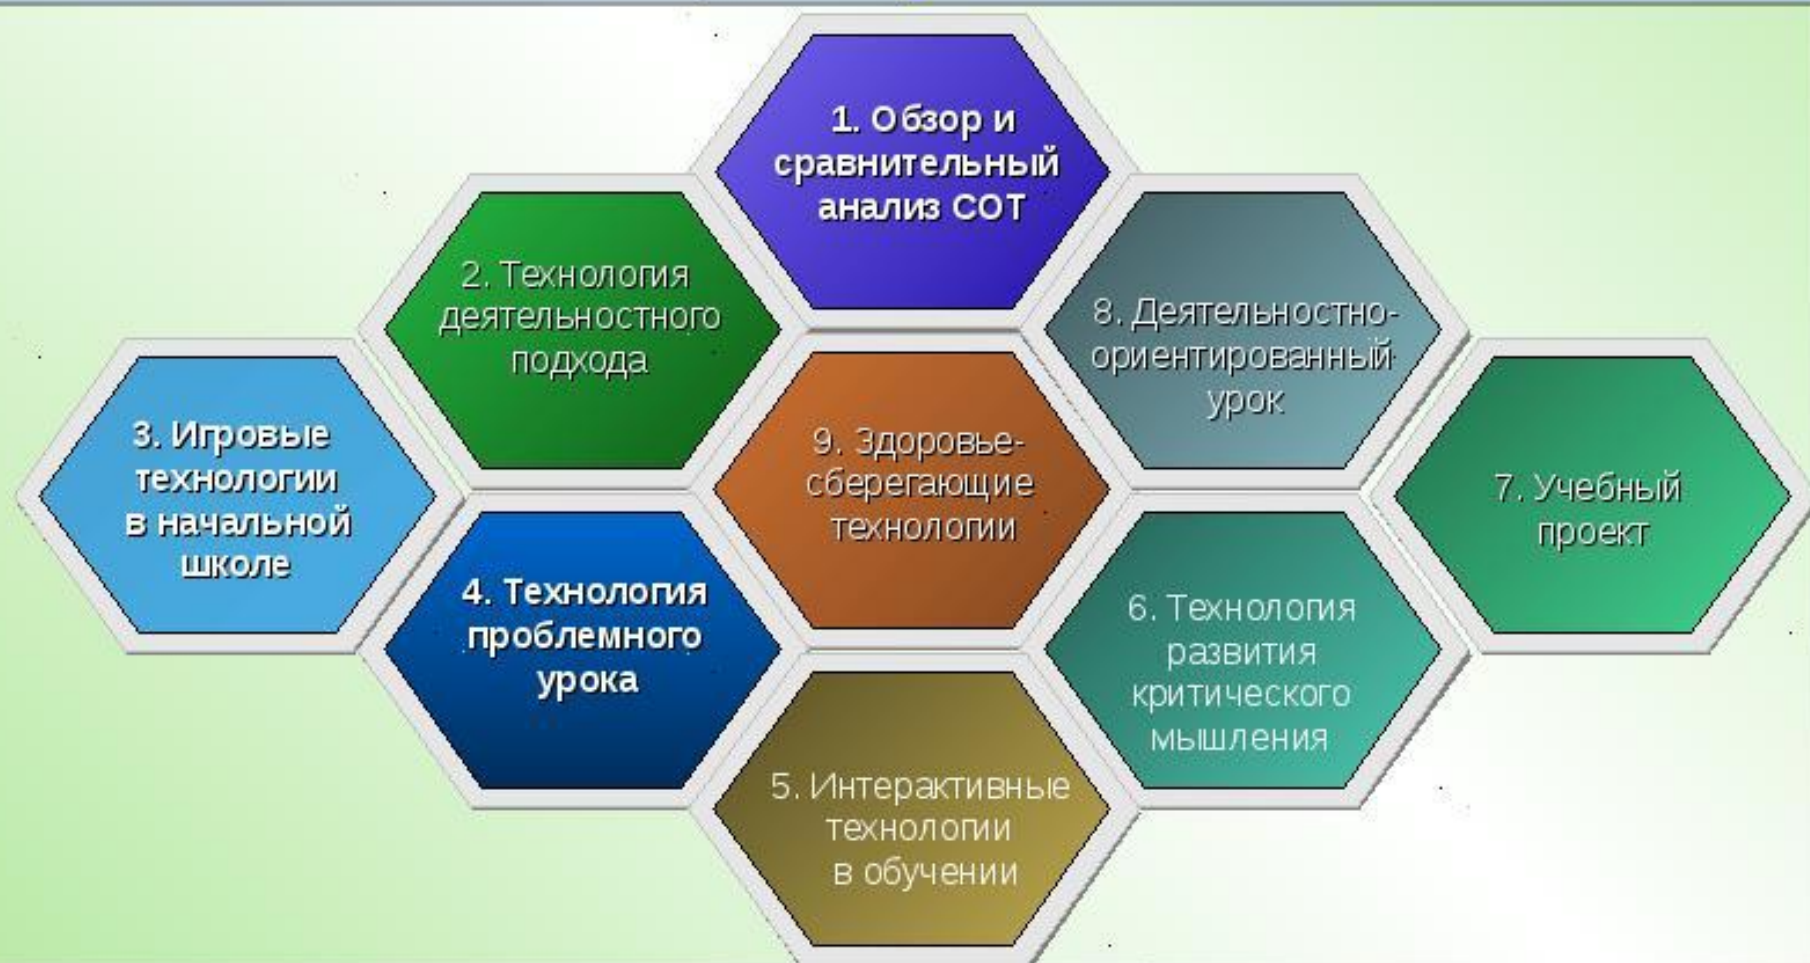 1. Обзор и
сравнительный
анализ СОТ
2. Технология
деятельностного
подхода
3. Игровые
технологии
в начальной
школе
4. Технология
проблемного
урока
5. Интерактивные
технологии
в обучении
6. Технология
развития
критического
мышления
7. Учебный
проект
8. Деятельностно-
ориентированный
урок
9. Здоровье-
сберегающие
технологии